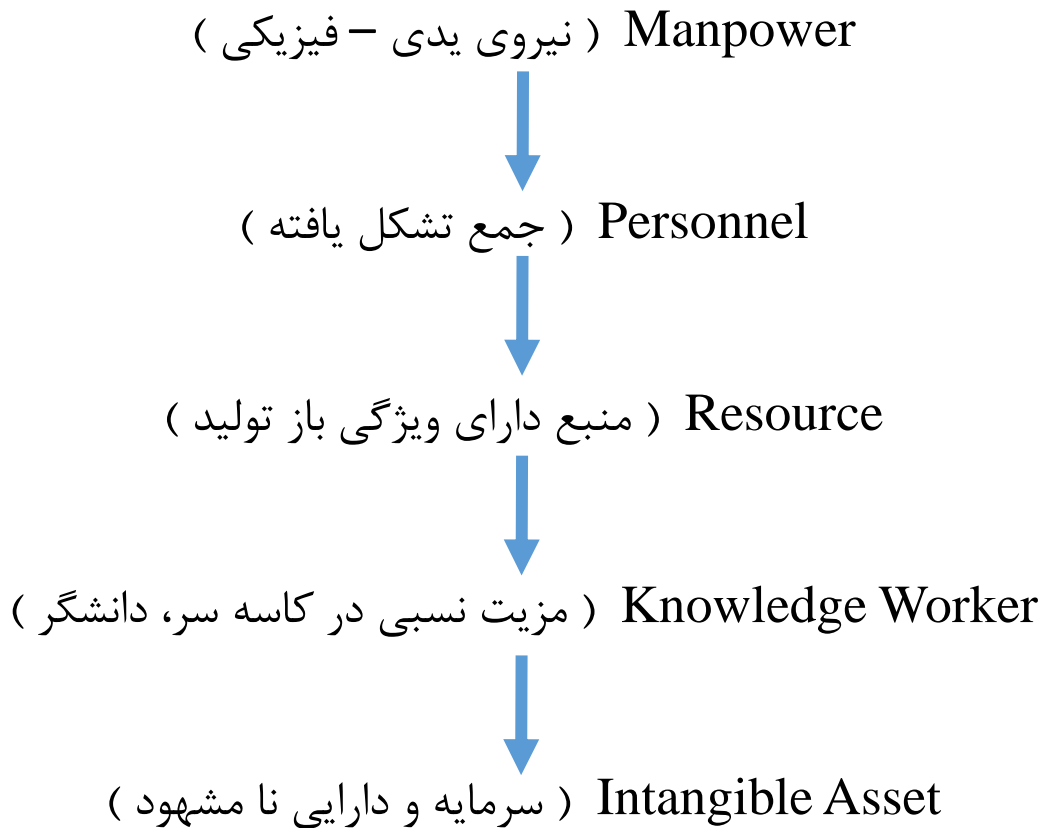 Manpower ( نیروی یدی – فیزیکی )
Personnel ( جمع تشکل یافته )
Resource ( منبع دارای ویژگی باز تولید )
Knowledge Worker ( مزیت نسبی در کاسه سر، دانشگر )
Intangible Asset ( سرمایه و دارایی نا مشهود )